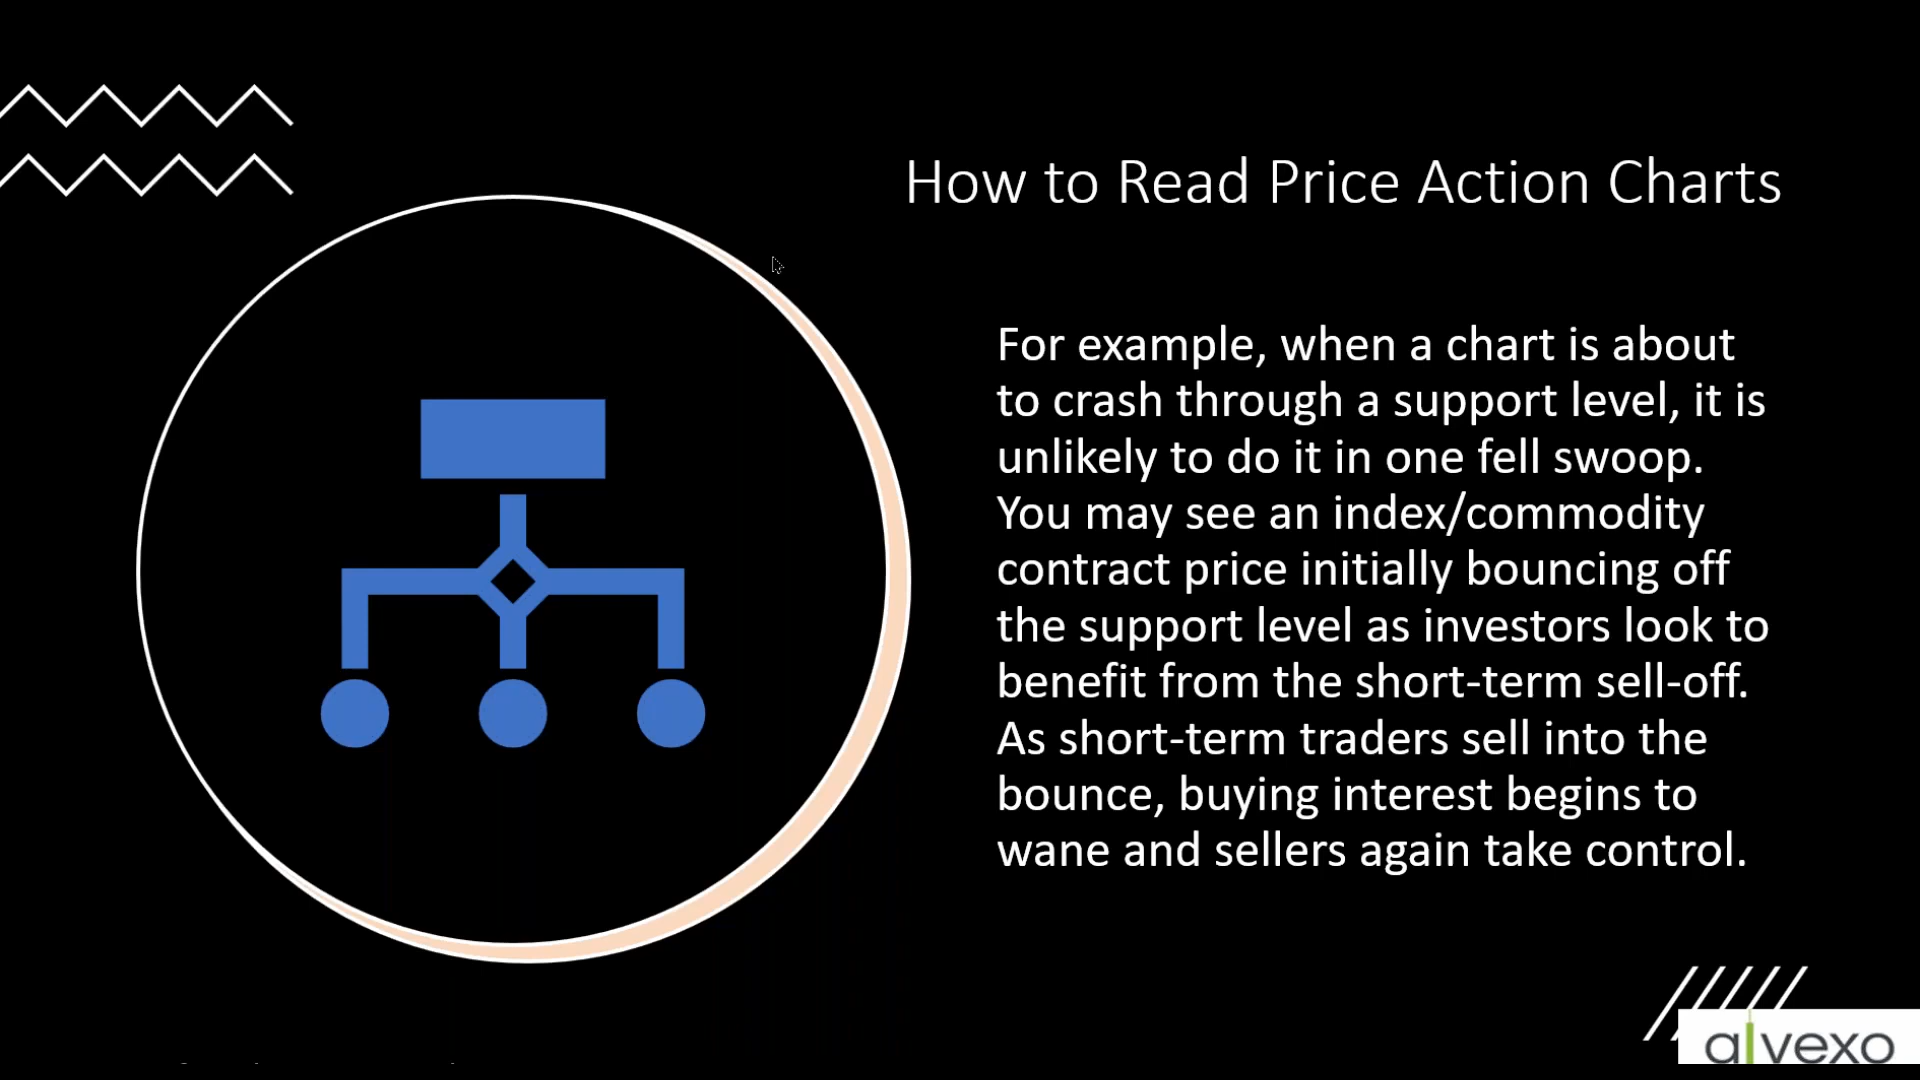 How to Read Price Action Charts
For example, when a chart is about
to crash through a support level, it is
unlikely to do it in one fell swoop.
You may see an index/commodity
contract price initially bouncing off
the support level as investors look to
benefit from the short-term sell-off.
As short-term traders sell into the
bounce, buying interest begins to
wane and sellers again take control.
alvexo